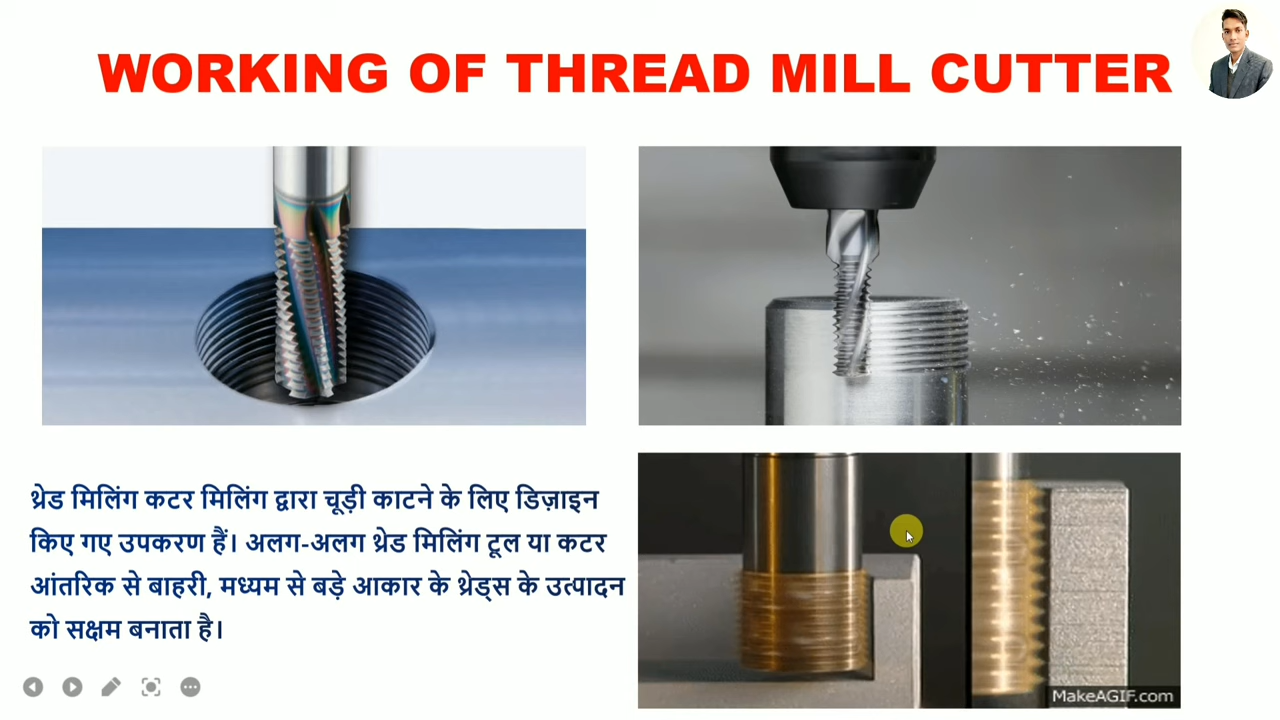 WORKING OF THREAD MILL CUTTER
थ्रेड मिलिंग कटर मिलिंग द्वारा चूड़ी काटने के लिए डिज़ाइन
किए गए उपकरण हैं। अलग-अलग थ्रेड मिलिंग टूल या कटर
आंतरिक से बाहरी, मध्यम से बड़े आकार के थ्रेड्स के उत्पादन
को सक्षम बनाता है।
MakeAGIF.com